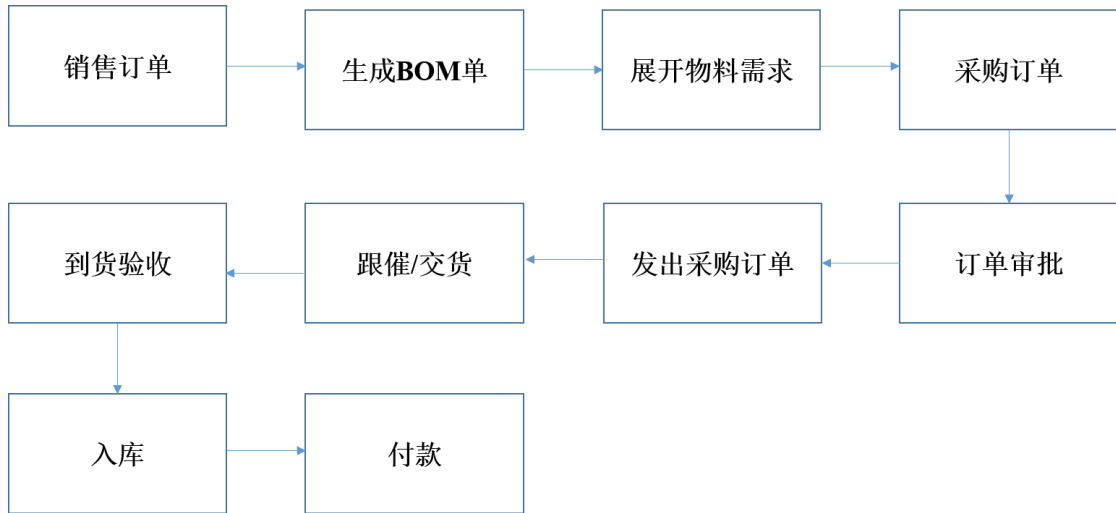 销售订单
生成BOM单
展开物料需求
采购订单
订单审批
发出采购订单
跟催/交货
到货验收
入库
付款